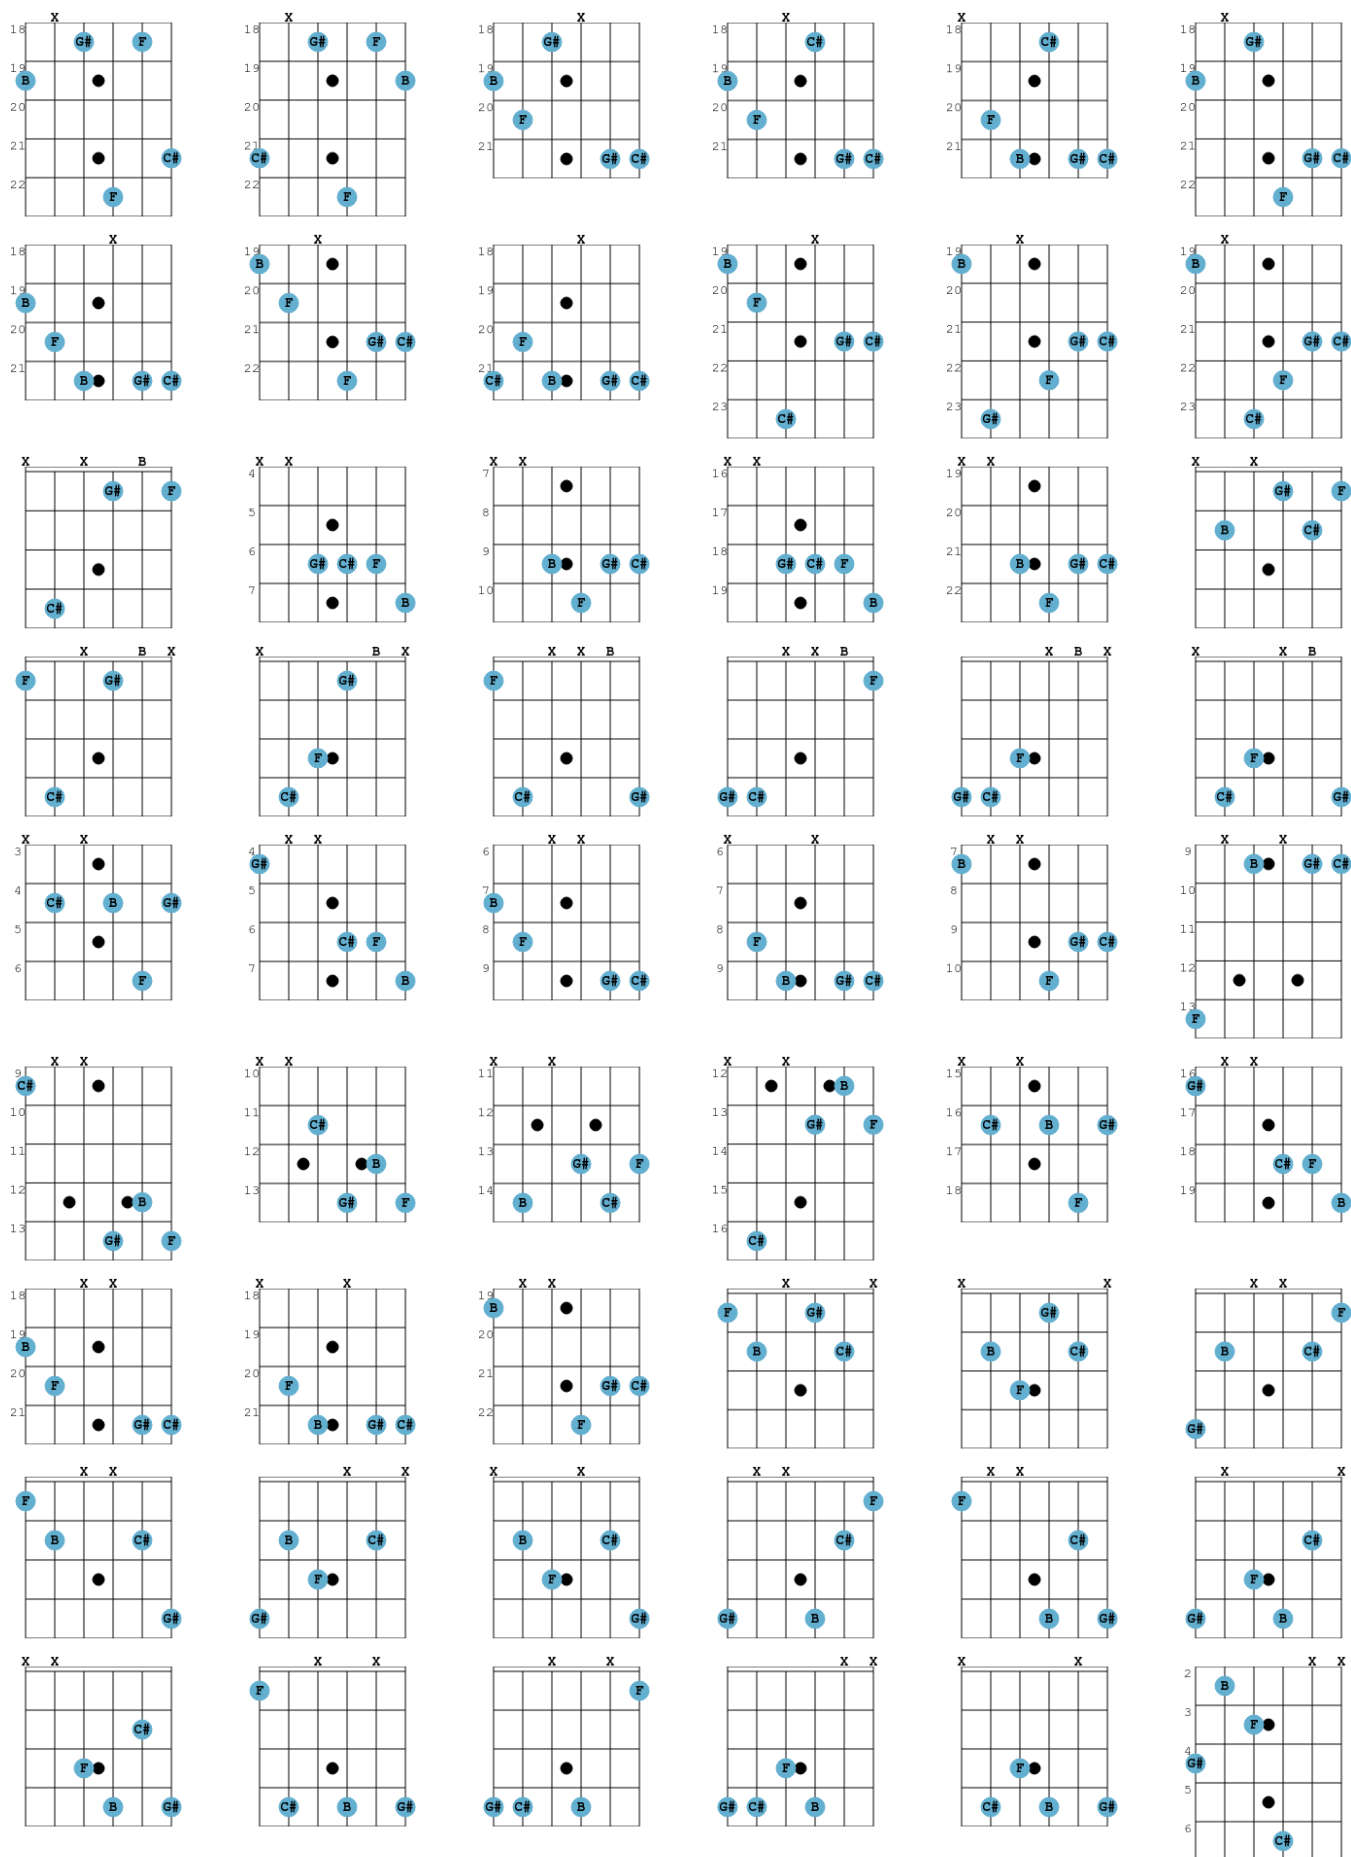 X X X X X X
18 G# F 18 G# F 18 G# 18 C# 18 C# 18 G#
19 B 19 B 19 B 19 B 19 19 B
20 20 20 F 20 F 20 F 20
21 C# 21 C# 21 G# C# 21 G# C# 21 B G# C# 21 G# C#
22 F 22 F 22 F
X X X X X X
18 19 B 18 19 B 19 B 19 B
19 B 20 F 19 20 F 20 20
20 F 21 G# C# 20 F 21 G# C# 21 G# C# 21 G# C#
21 B G# C# 22 F 21 C# B G# C# 22 22 F 22 F
23 C# 23 G# 23 C#
X X B X X X X X X X X X X
G# F 4 7 16 19 G# F
5 8 17 20 B C#
6 G# C# F 9 B G# C# 18 G# C# F 21 B G# C#
C# 7 B 10 F 19 B 22 F
X B X X B X X X B X X B X B X X X B
F G# G# F F
F F F
C# C# C# G# G# C# G# C# C# G#
X X X X X X X X X X X X
3 4 G# 6 6 7 B 9 B G# C#
4 C# B G# 5 7 B 7 8 10
5 6 C# F 8 F 8 F 9 G# C# 11
6 F 7 B 9 G# C# 9 B G# C# 10 F 12
13 F
X X X X X X X X X X X X
9 C# 10 11 12 B 15 16 G#
10 11 C# 12 13 G# F 16 C# B G# 17
11 12 B 13 G# F 14 17 18 C# F
12 B 13 G# F 14 B C# 15 18 F 19 B
13 G# F 16 C#
X X X X X X X X X X X X
18 18 19 B F G# G# F
19 B 19 20 B C# B C# B C#
20 F 20 F 21 G# C# F
21 G# C# 21 B G# C# 22 F G#
X X X X X X X X X X X X
F F F
B C# B C# B C# C# C# C#
F F F
G# G# G# G# B B G# G# B
X X X X X X X X X X X X
F F 2 B
C# 3 F
F F F 4 G#
B G# C# B G# G# C# B G# C# B C# B G# 5
6 C#